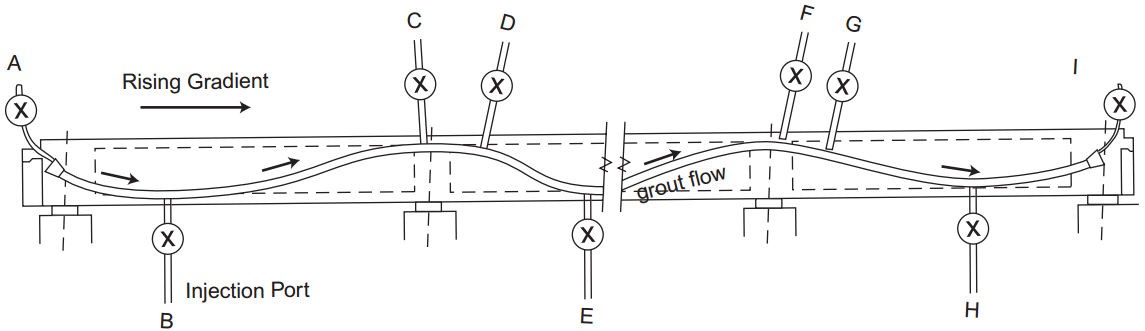 A
Rising Gradient
C
D
F
G
I
X
X
X
X
X
X
grout flow
X
X
X
Injection Port
B
E
H